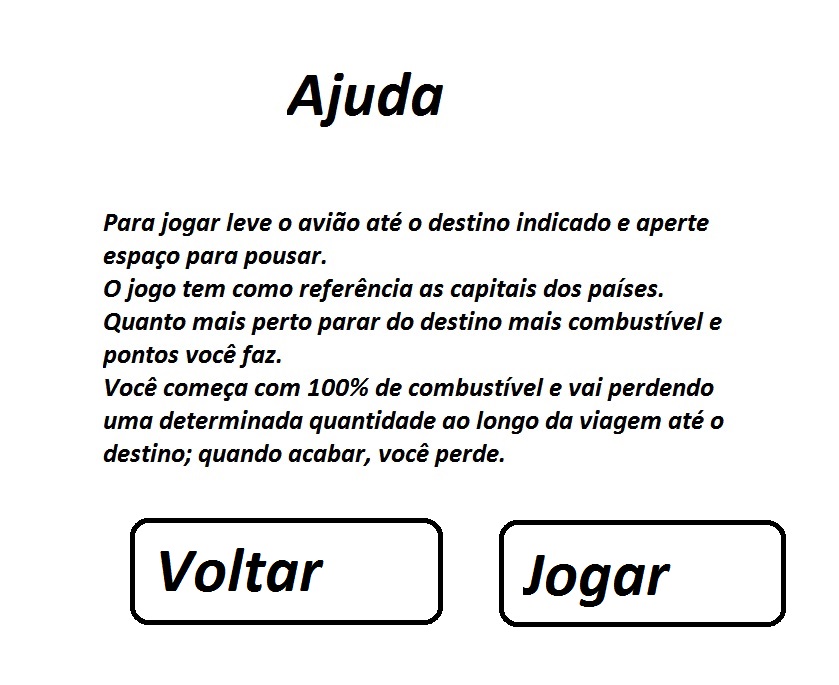 Ajuda
Para jogar leve o avião até o destino indicado e aperte
espaço para pousar.
O jogo tem como referência as capitais dos países.
Quanto mais perto parar do destino mais combustível e
pontos você faz.
Você começa com 100% de combustível e vai perdendo
uma determinada quantidade ao longo da viagem até o
destino; quando acabar, você perde.
Voltar
Jogar